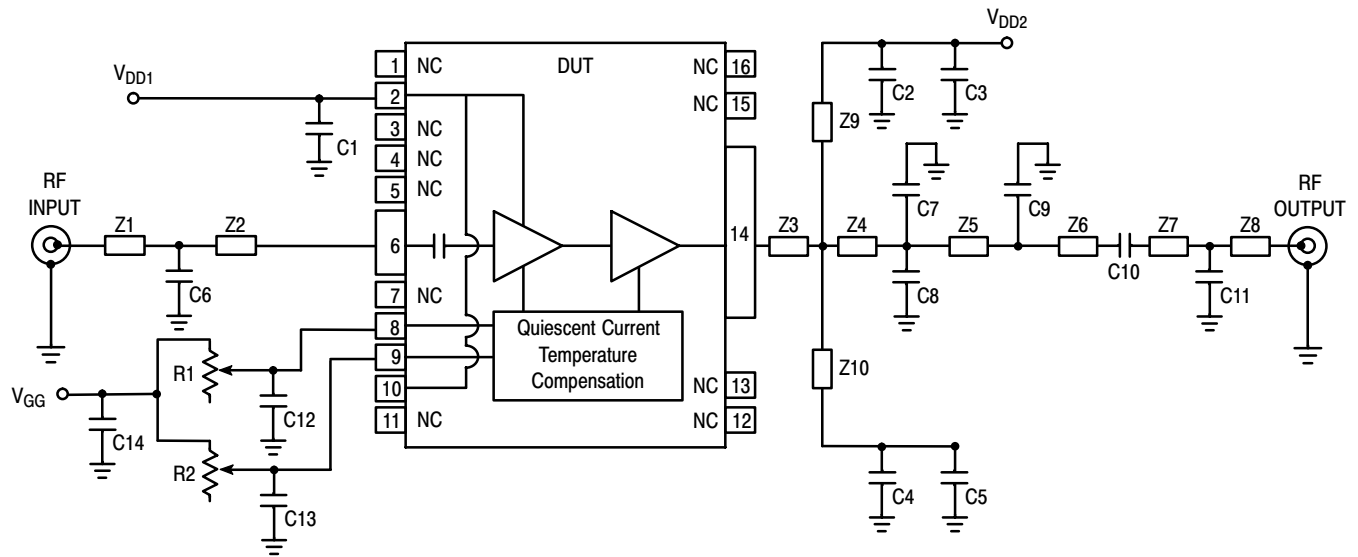 V_DD1
C1
RF
INPUT
Z1
Z2
C6
V_GG
C14
R1
R2
C12
C13
DUT
1 NC
2
3 NC
4 NC
5 NC
6
7 NC
8
9
10
11 NC
NC 16
NC 15
14
NC 13
NC 12
Quiescent Current
Temperature
Compensation
V_DD2
C2
C3
Z9
C7
C9
Z3
Z4
Z5
Z6
Z7
Z8
C8
C10
C11
RF
OUTPUT
Z10
C4
C5